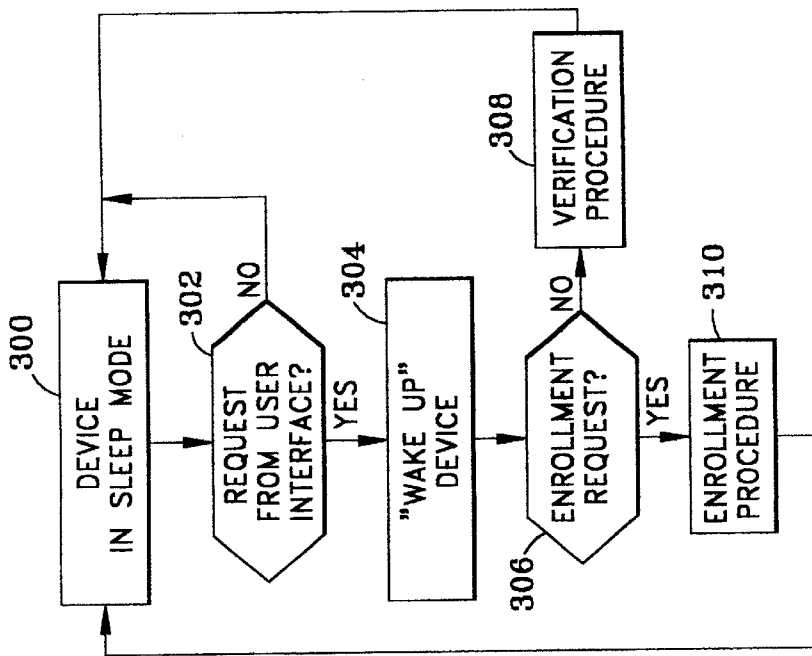 300
DEVICE
IN SLEEP MODE
302
REQUEST
FROM USER
INTERFACE?
NO
YES
304
"WAKE UP"
DEVICE
306
ENROLLMENT
REQUEST?
NO
308
VERIFICATION
PROCEDURE
YES
310
ENROLLMENT
PROCEDURE